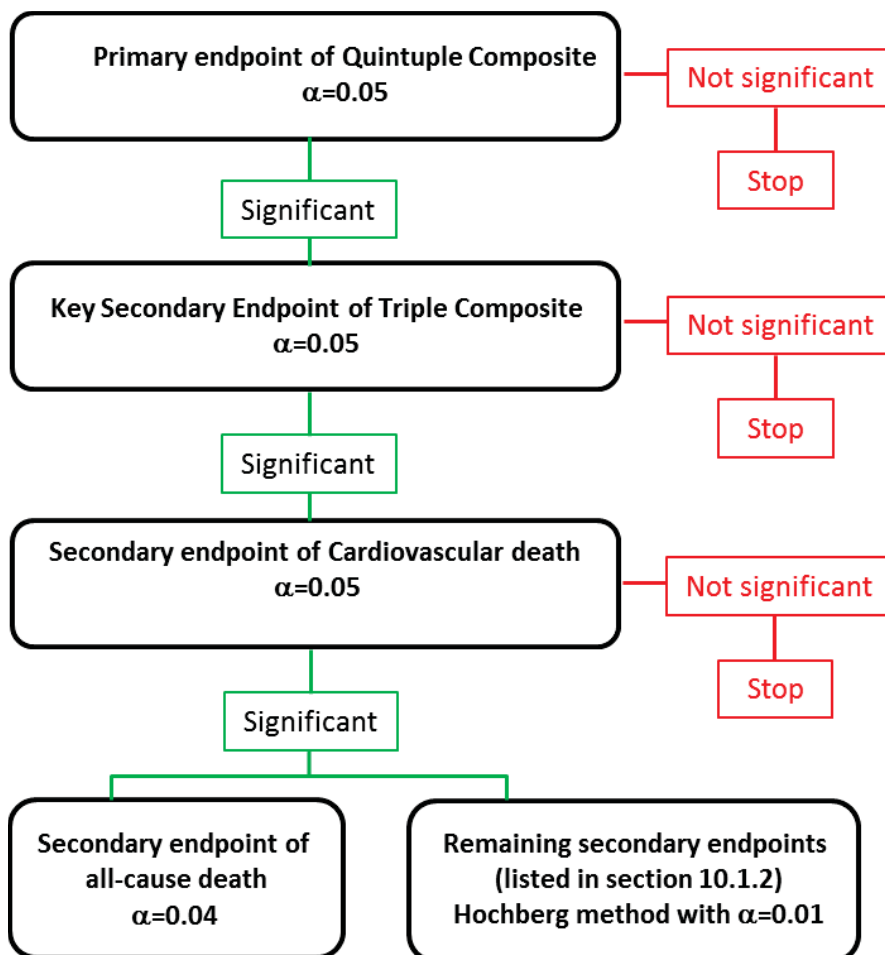 Primary endpoint of Quintuple Composite
α=0.05
Not significant
Stop
Significant
Key Secondary Endpoint of Triple Composite
α=0.05
Not significant
Stop
Significant
Secondary endpoint of Cardiovascular death
α=0.05
Not significant
Stop
Significant
Secondary endpoint of
all-cause death
α=0.04
Remaining secondary endpoints
(listed in section 10.1.2)
Hochberg method with α=0.01